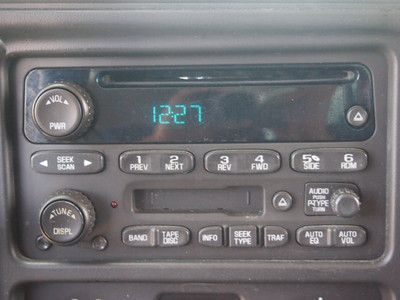 VOL
PWR
12:27
SEEK
SCAN
1 2 3 4 5 6
PREV NEXT REV FWD SIDE RDM
TUNE
DISPL
AUDIO
PUSH
P-TYPE
TURN
BAND TAPE DISC INFO SEEK TYPE TRAF AUTO EQ AUTO VOL